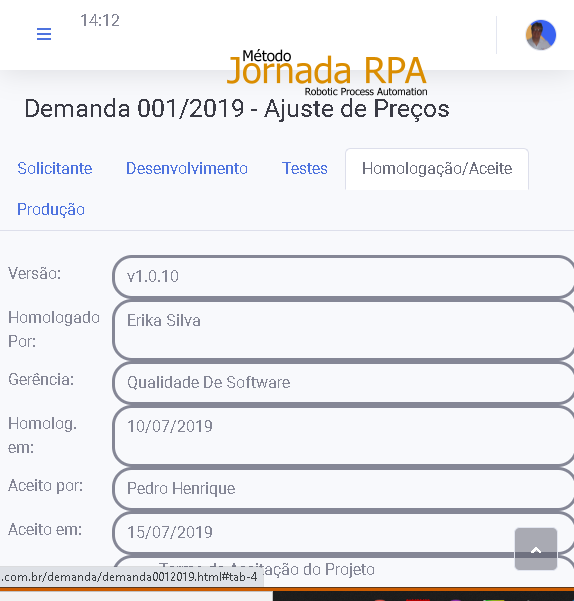 14:12
Método
Jornada RPA
Robotic Process Automation
Demanda 001/2019 - Ajuste de Preços
Solicitante Desenvolvimento Testes Homologação/Aceite
Produção
Versão: v1.0.10
Homologado Por: Erika Silva
Gerência: Qualidade De Software
Homolog. em: 10/07/2019
Aceito por: Pedro Henrique
Aceito em: 15/07/2019
Termo de Aceitação do Projeto
.com.br/demanda/demanda0012019.html#tab-4